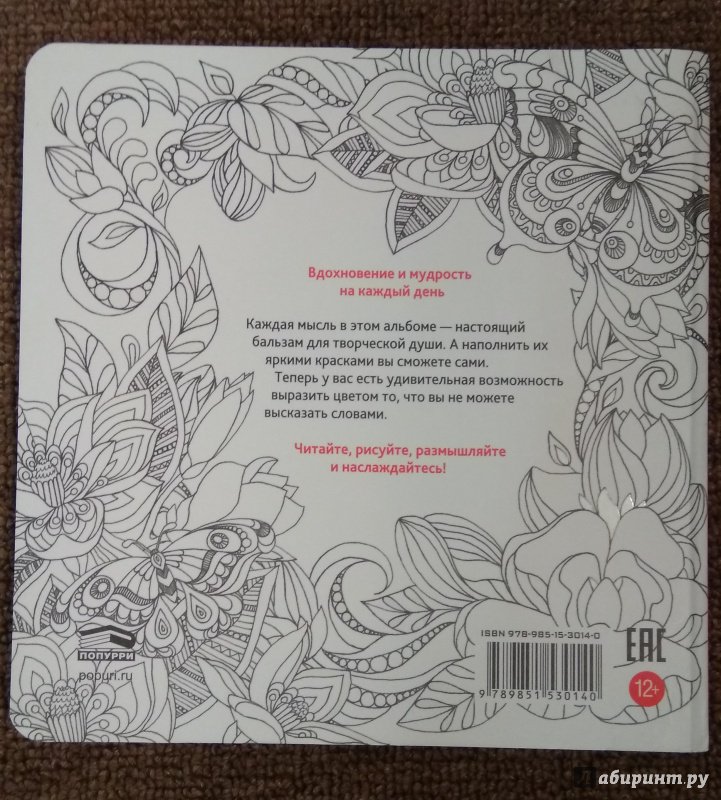 Вдохновение и мудрость
на каждый день
Каждая мысль в этом альбоме — настоящий
бальзам для творческой души. А наполнить их
яркими красками вы сможете сами.
Теперь у вас есть удивительная возможность
выразить цветом то, что вы не можете
высказать словами.
Читайте, рисуйте, размышляйте
и наслаждайтесь!
ISBN 978-985-15-3014-0
9 789851 530140
EAC
12+
ПОПУРРИ
popuri.ru
Лабиринт.ру